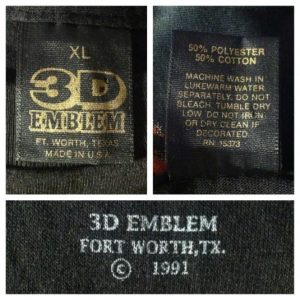 XL
3D
EMBLEM
FT. WORTH, TEXAS
MADE IN U.S.A.
50% POLYESTER
50% COTTON
MACHINE WASH IN
LUKEWARM WATER,
SEPARATELY. DO NOT
BLEACH. TUMBLE DRY
LOW. DO NOT IRON
OR DRY CLEAN
IF DECORATED.
RN 15373
3D EMBLEM
FORT WORTH,TX.
© 1991